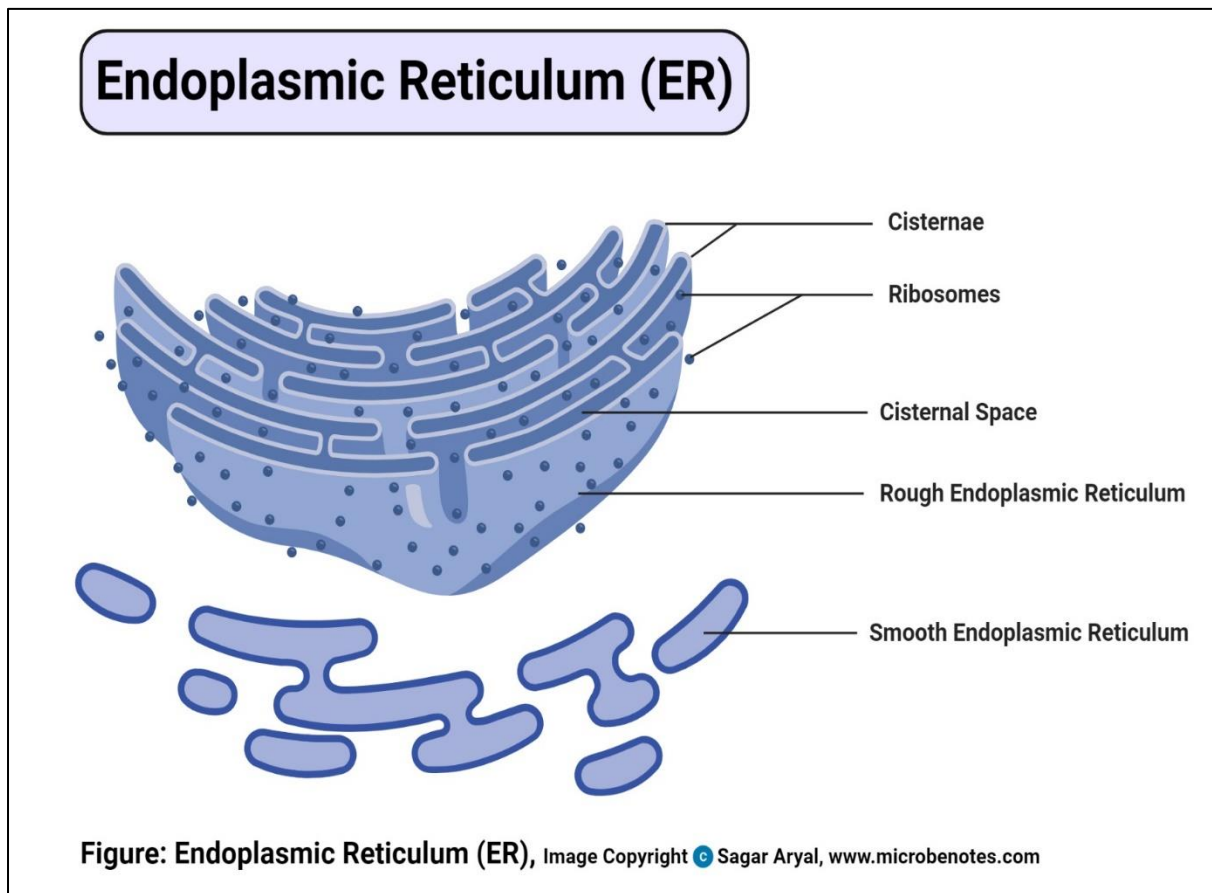 Endoplasmic Reticulum (ER)
Cisternae
Ribosomes
Cisternal Space
Rough Endoplasmic Reticulum
Smooth Endoplasmic Reticulum
Figure: Endoplasmic Reticulum (ER), Image Copyright © Sagar Aryal, www.microbenotes.com